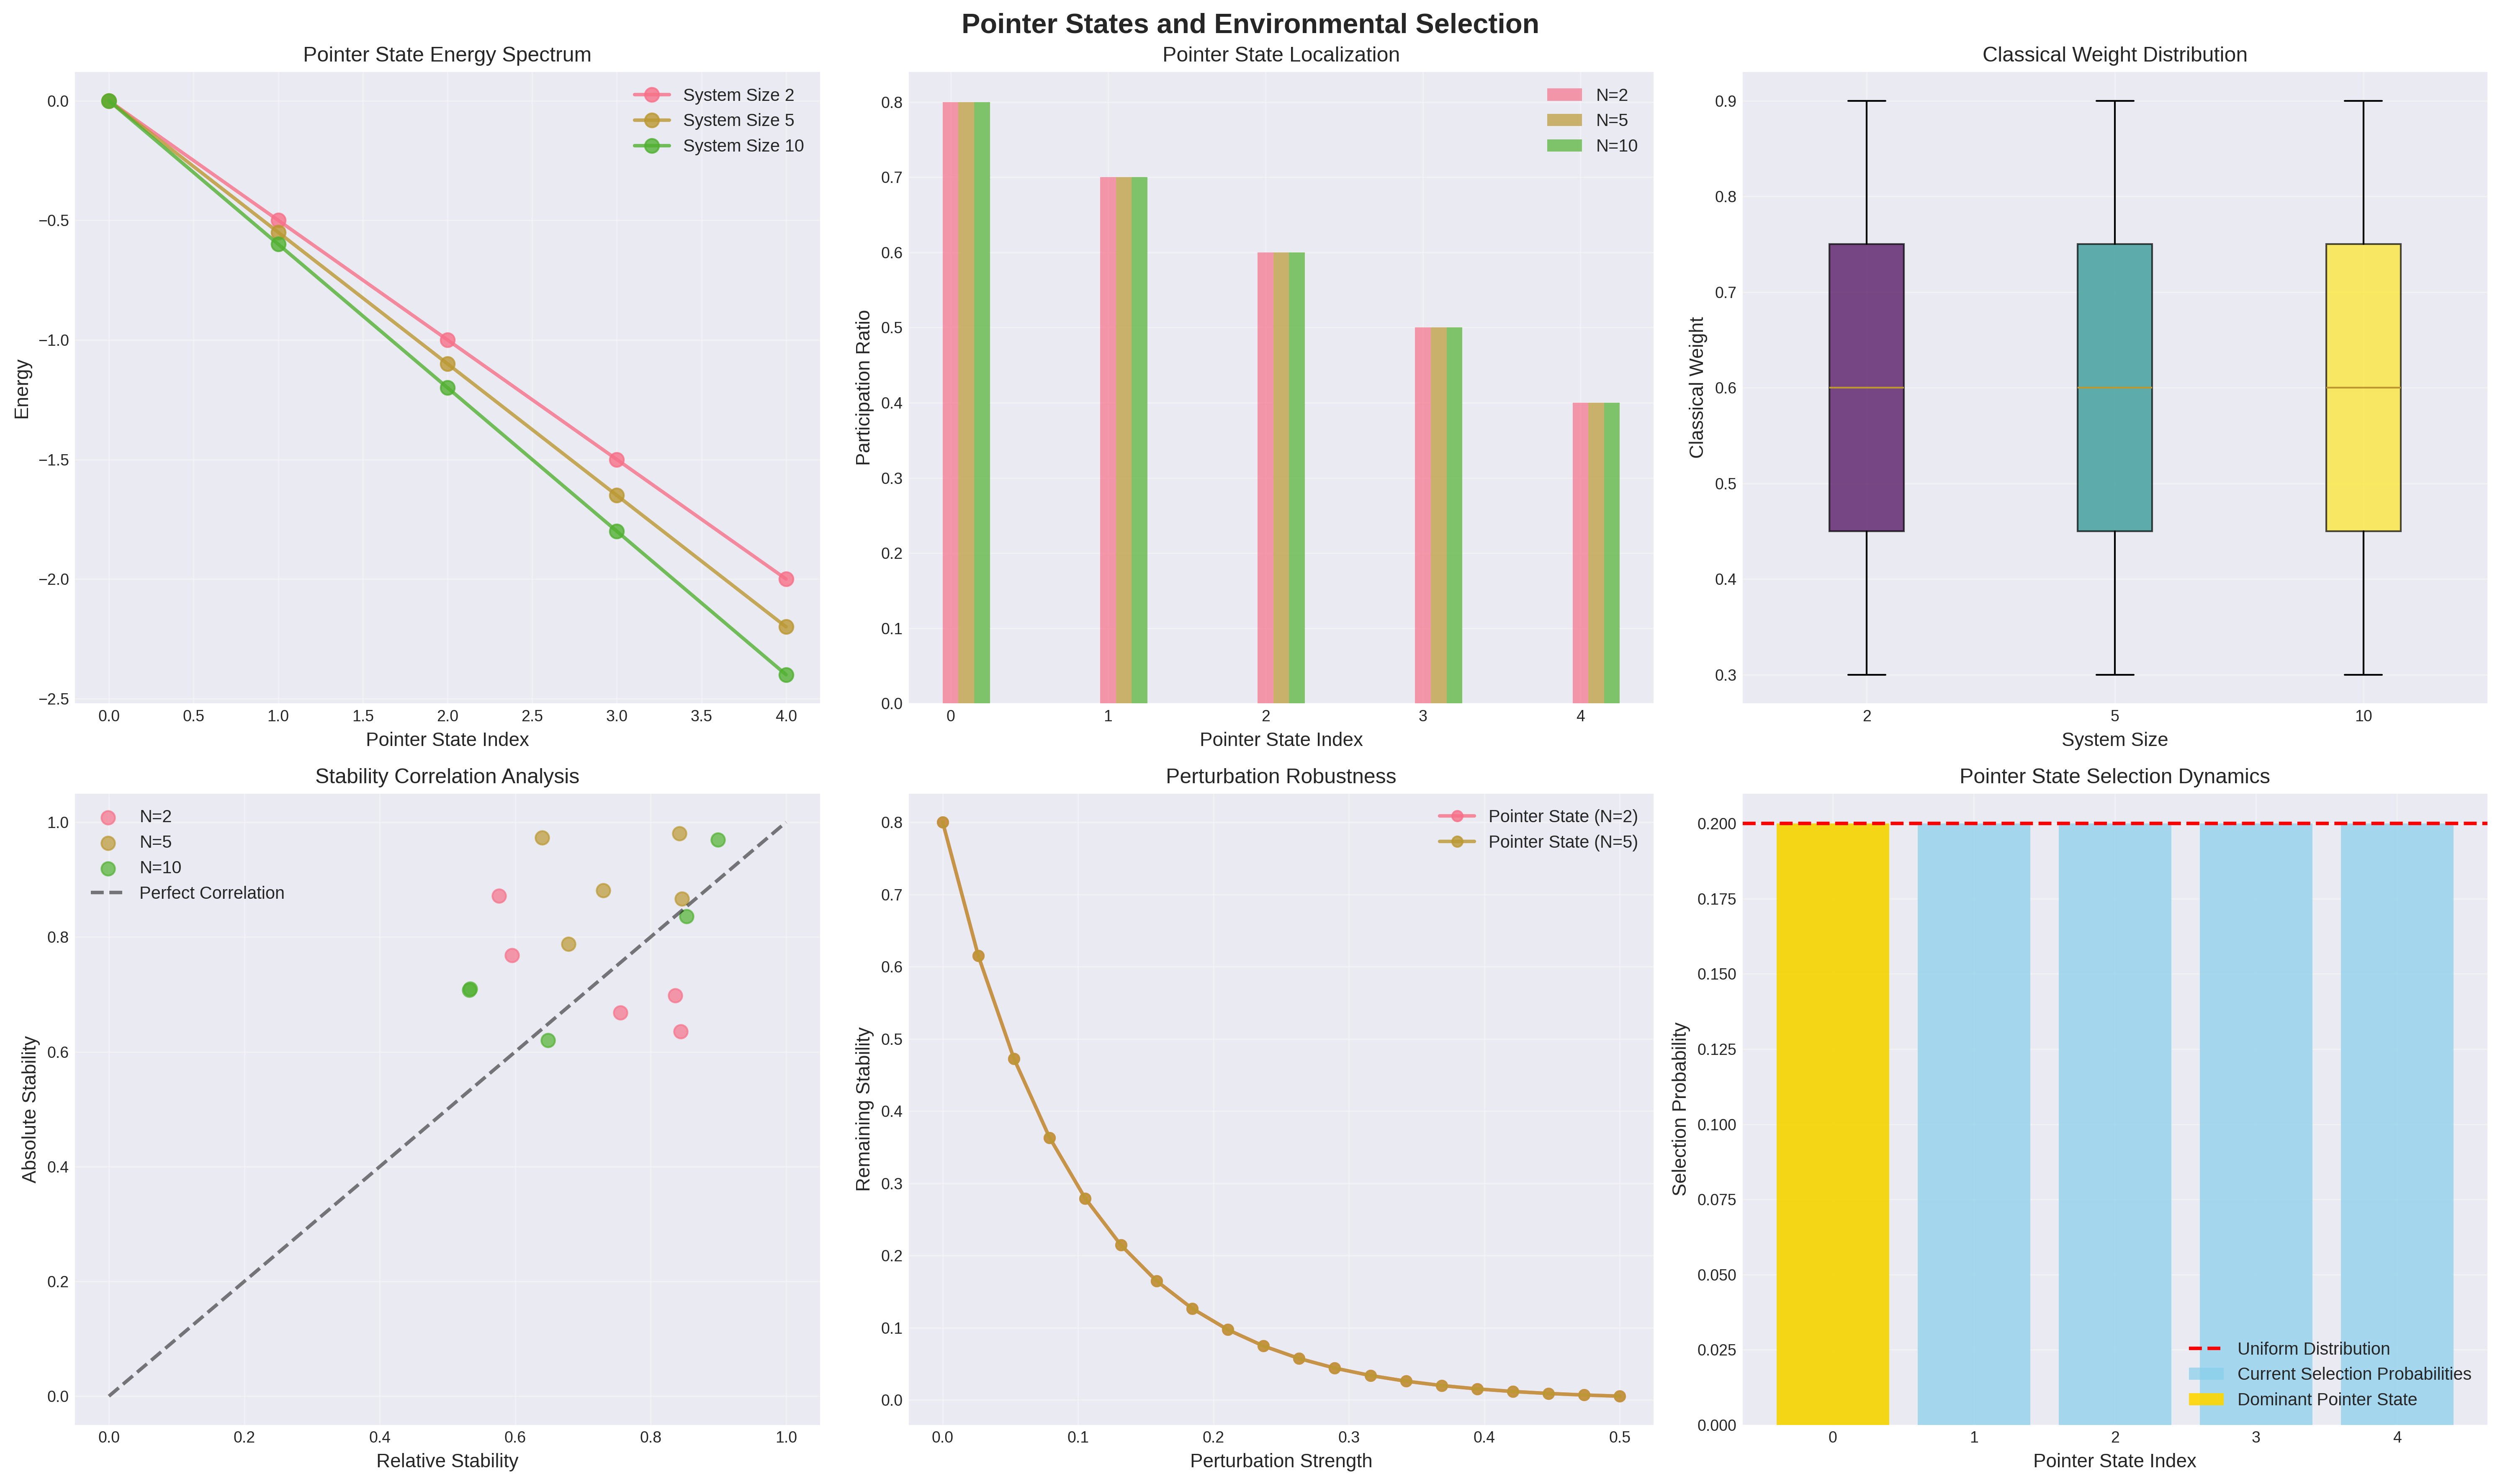 Pointer States and Environmental Selection
Pointer State Energy Spectrum
Energy
0.0
−0.5
−1.0
−1.5
−2.0
−2.5
System Size 2
System Size 5
System Size 10
0.0 0.5 1.0 1.5 2.0 2.5 3.0 3.5 4.0
Pointer State Index
Pointer State Localization
Participation Ratio
0.8
0.7
0.6
0.5
0.4
0.3
0.2
0.1
0.0
N=2
N=5
N=10
0 1 2 3 4
Pointer State Index
Classical Weight Distribution
Classical Weight
0.9
0.8
0.7
0.6
0.5
0.4
0.3
2 5 10
System Size
Stability Correlation Analysis
Absolute Stability
1.0
0.8
0.6
0.4
0.2
0.0
N=2
N=5
N=10
Perfect Correlation
0.0 0.2 0.4 0.6 0.8 1.0
Relative Stability
Perturbation Robustness
Remaining Stability
0.8
0.7
0.6
0.5
0.4
0.3
0.2
0.1
0.0
Pointer State (N=2)
Pointer State (N=5)
0.0 0.1 0.2 0.3 0.4 0.5
Perturbation Strength
Pointer State Selection Dynamics
Selection Probability
0.200
0.175
0.150
0.125
0.100
0.075
0.050
0.025
0.000
Uniform Distribution
Current Selection Probabilities
Dominant Pointer State
0 1 2 3 4
Pointer State Index